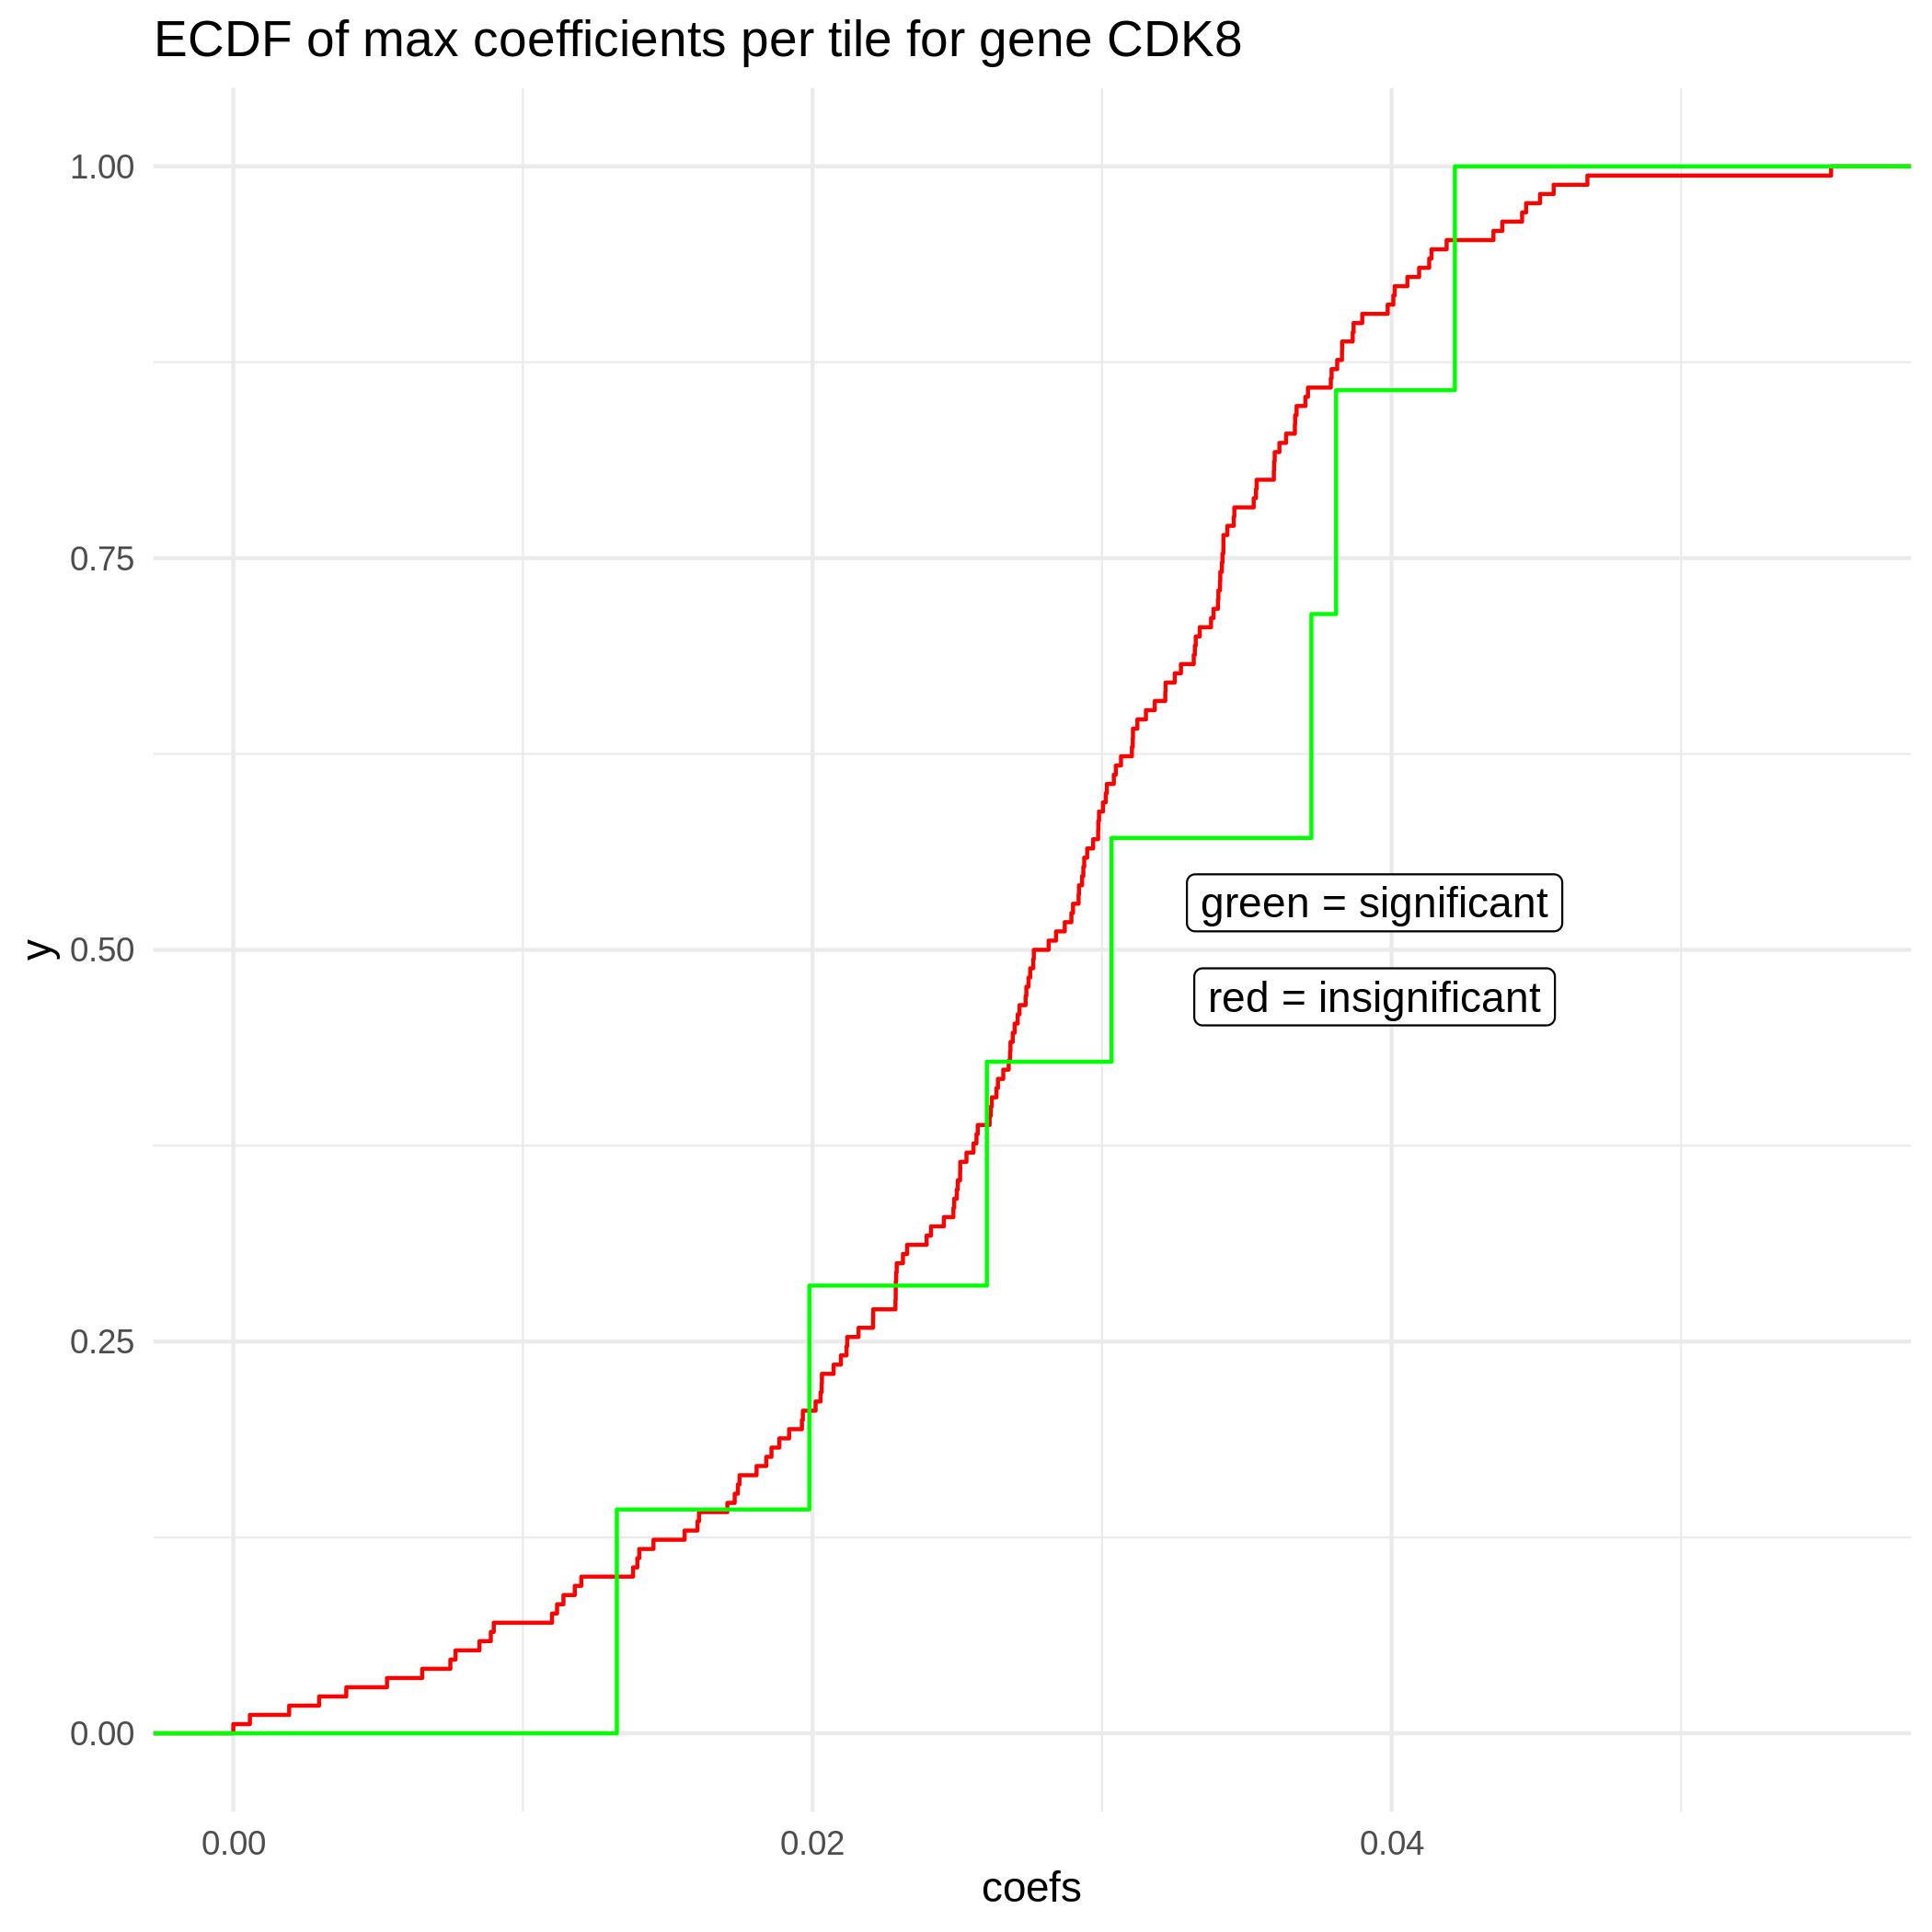 ECDF of max coefficients per tile for gene CDK8
1.00
0.75
0.50
0.25
0.00
y
green = significant
red = insignificant
0.00 0.02 0.04
coefs